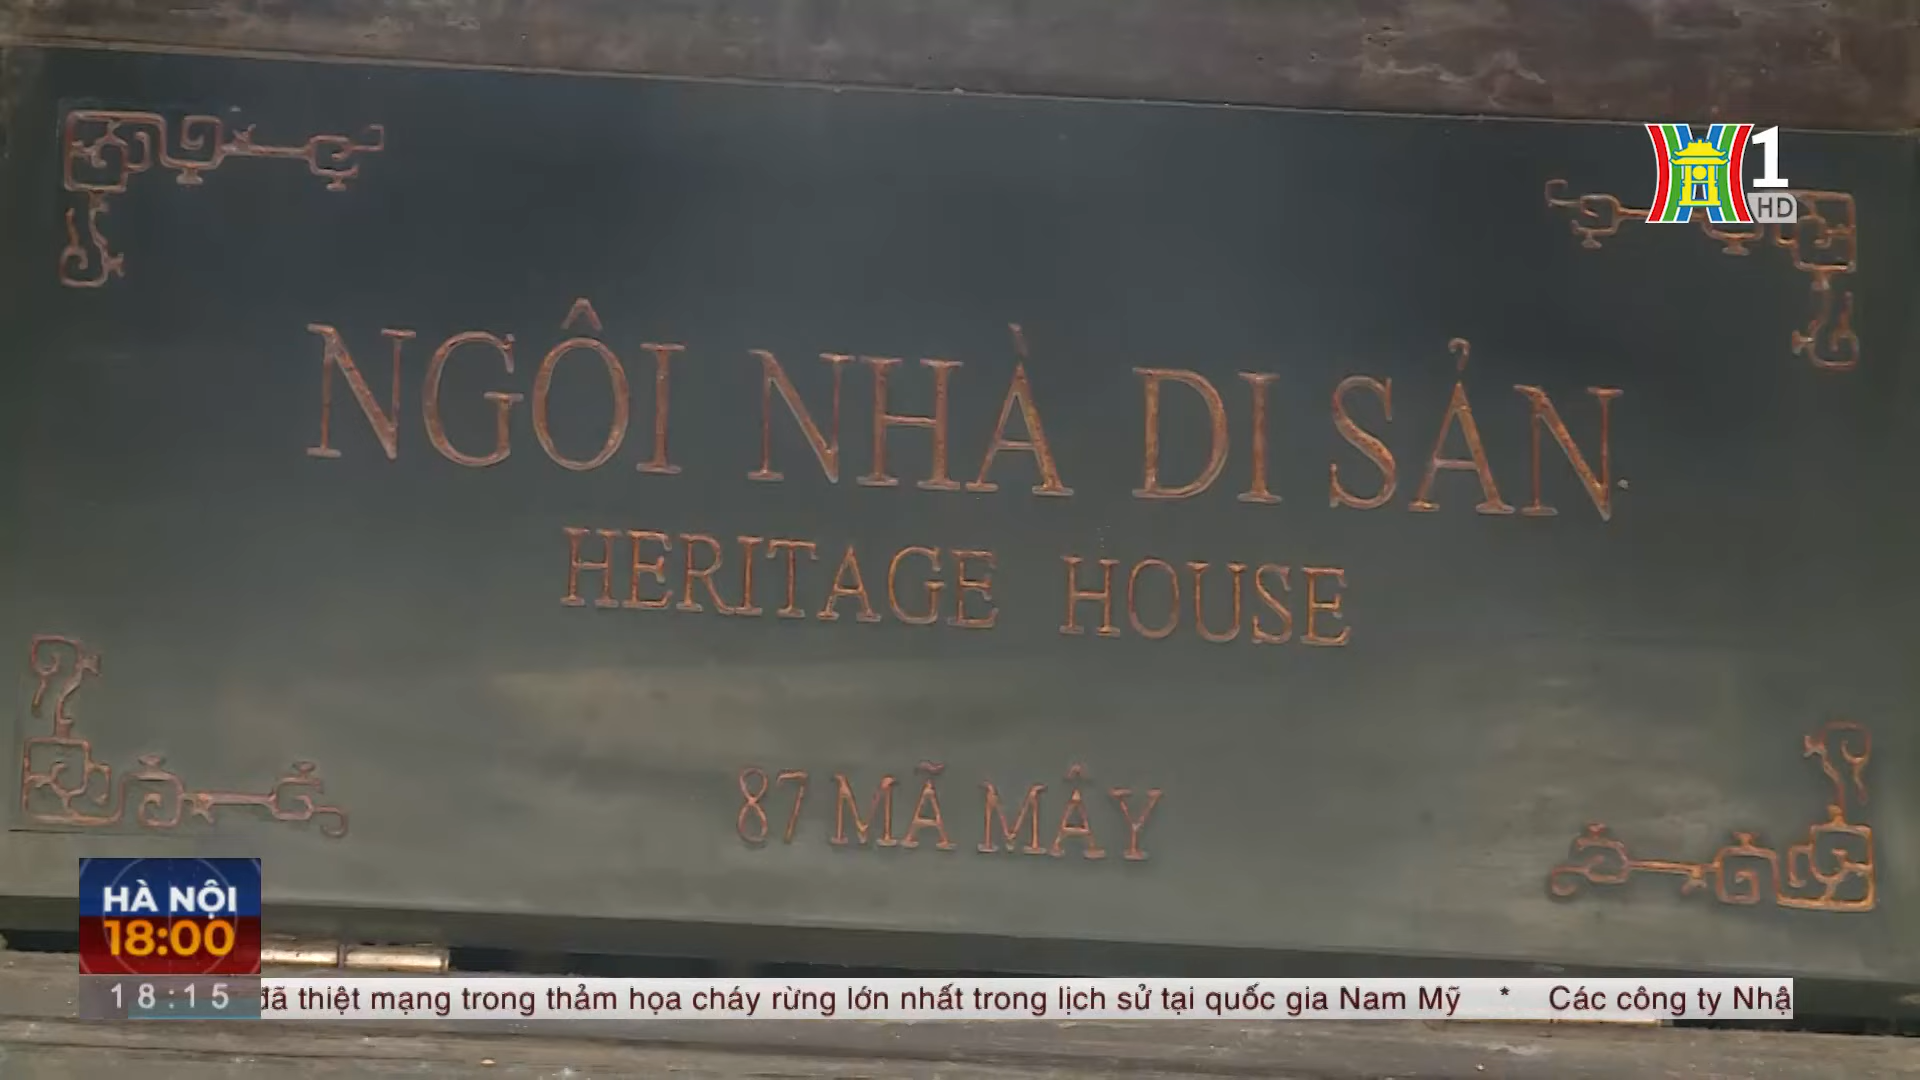 1
HD
NGÔI NHÀ DI SẢN
HERITAGE HOUSE
87 MÃ MÂY
HÀ NỘI
18:00
18:15
đã thiệt mạng trong thảm họa cháy rừng lớn nhất trong lịch sử tại quốc gia Nam Mỹ * Các công ty Nhậ